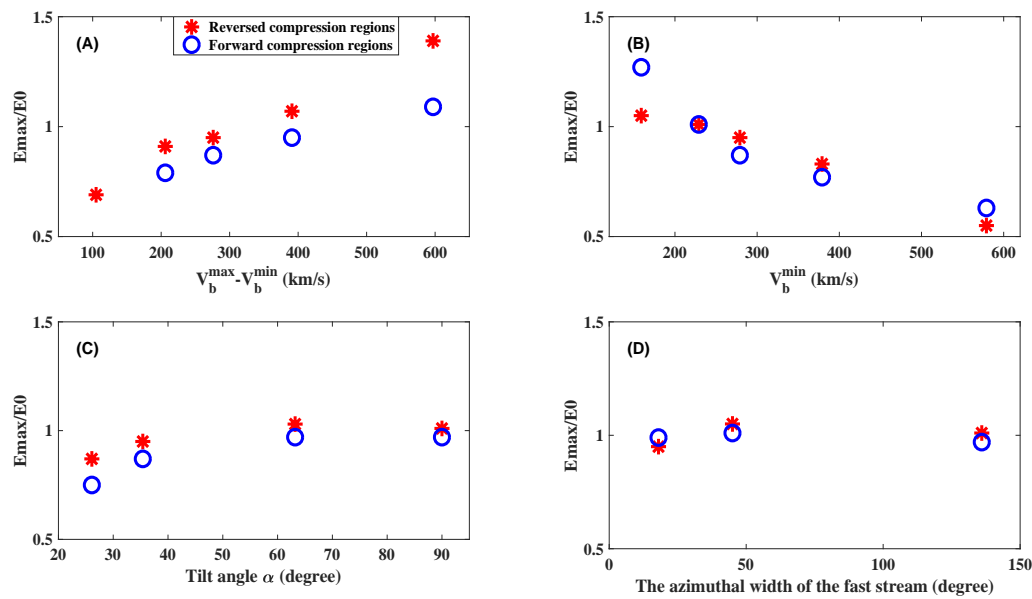 (A)
Reversed compression regions
Forward compression regions
1.5
1
0.5
Emax/E0
100 200 300 400 500 600
V_b^max-V_b^min (km/s)
(B)
1.5
1
0.5
Emax/E0
200 300 400 500 600
V_b^min (km/s)
(C)
1.5
1
0.5
Emax/E0
20 30 40 50 60 70 80 90
Tilt angle α (degree)
(D)
1.5
1
0.5
Emax/E0
0 50 100 150
The azimuthal width of the fast stream (degree)